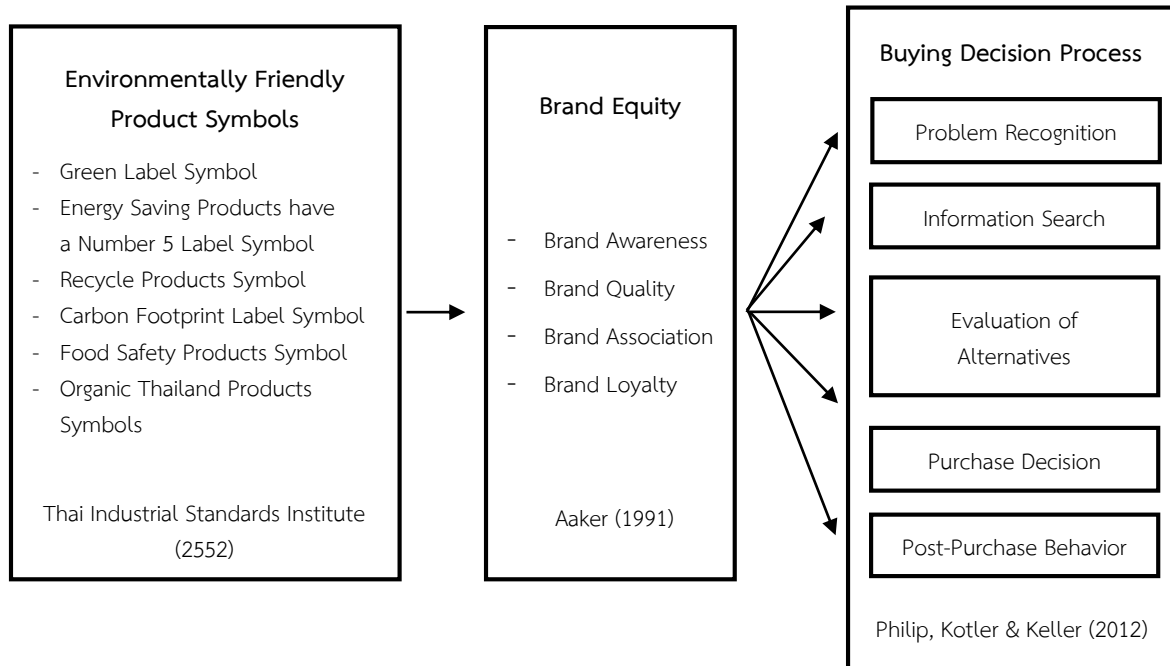 Environmentally Friendly
Product Symbols
- Green Label Symbol
- Energy Saving Products have
a Number 5 Label Symbol
- Recycle Products Symbol
- Carbon Footprint Label Symbol
- Food Safety Products Symbol
- Organic Thailand Products
Symbols
Thai Industrial Standards Institute
(2552)
Brand Equity
- Brand Awareness
- Brand Quality
- Brand Association
- Brand Loyalty
Aaker (1991)
Buying Decision Process
Problem Recognition
Information Search
Evaluation of
Alternatives
Purchase Decision
Post-Purchase Behavior
Philip, Kotler & Keller (2012)